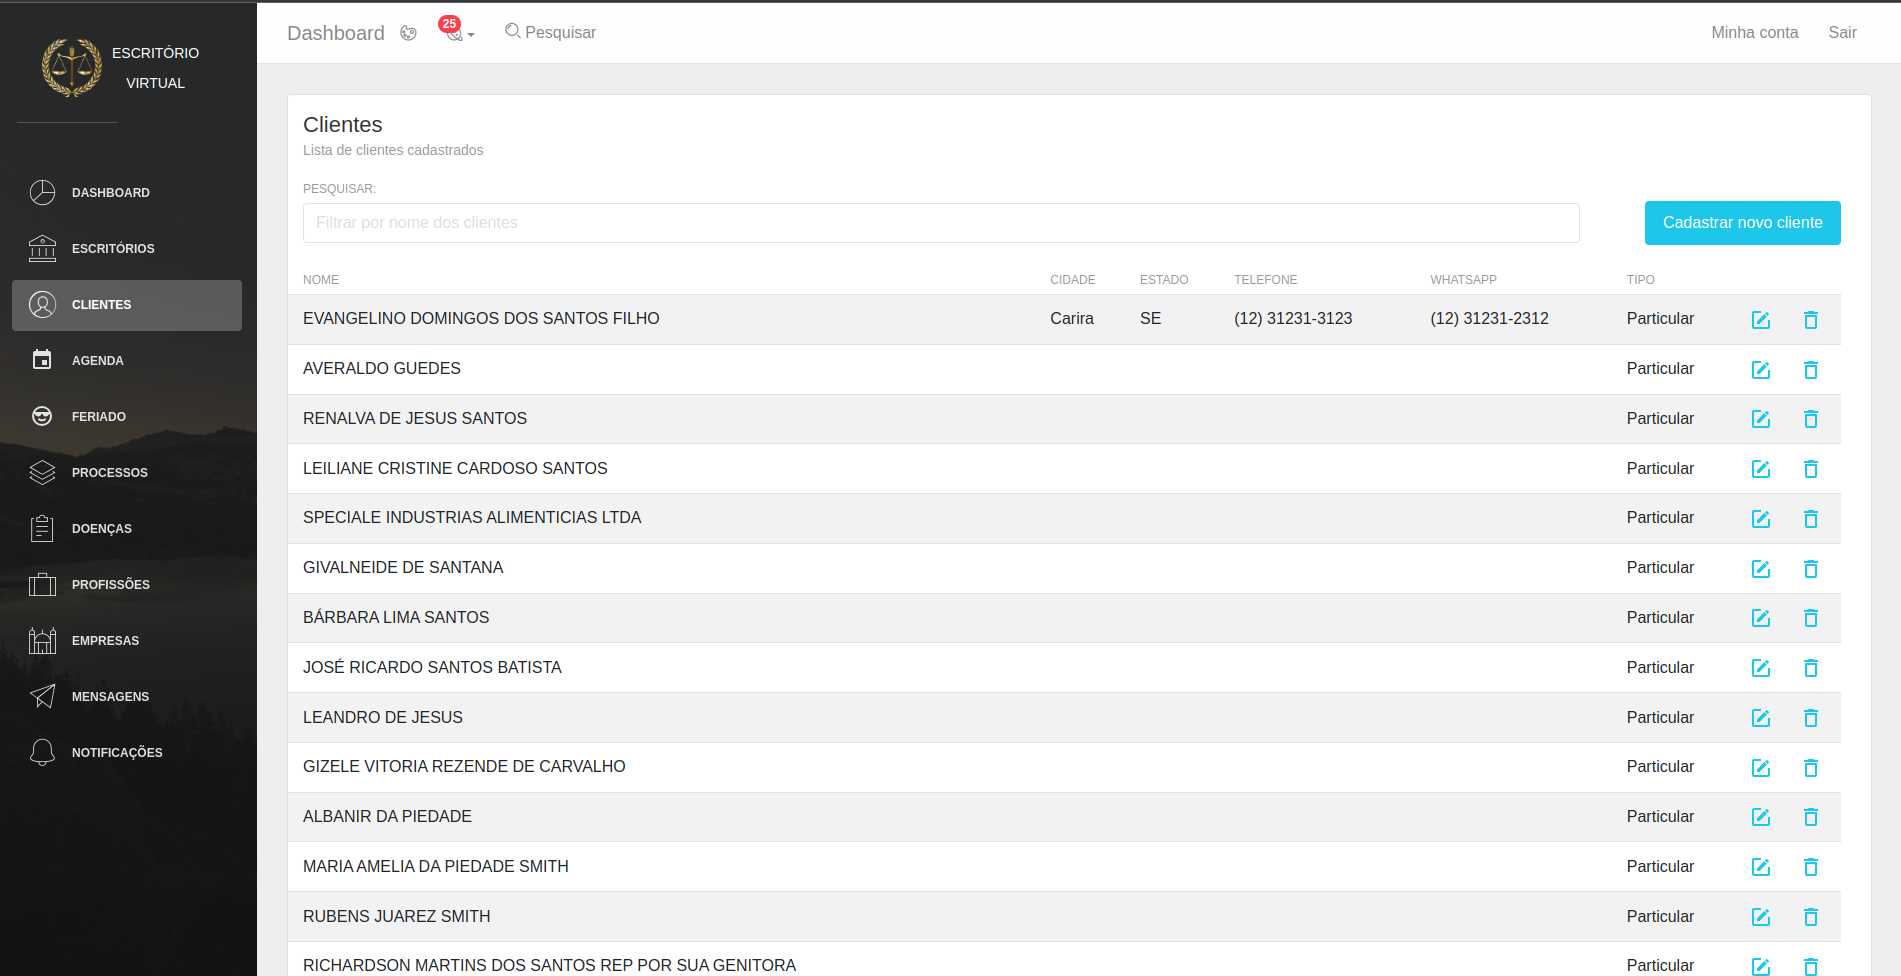 ESCRITÓRIO
VIRTUAL
DASHBOARD
ESCRITÓRIOS
CLIENTES
AGENDA
FERIADO
PROCESSOS
DOENÇAS
PROFISSÕES
EMPRESAS
MENSAGENS
NOTIFICAÇÕES
Dashboard 25 Pesquisar Minha conta Sair
Clientes
Lista de clientes cadastrados
PESQUISAR:
Filtrar por nome dos clientes Cadastrar novo cliente
NOME CIDADE ESTADO TELEFONE WHATSAPP TIPO
EVANGELINO DOMINGOS DOS SANTOS FILHO Carira SE (12) 31231-3123 (12) 31231-2312 Particular
AVERALDO GUEDES Particular
RENALVA DE JESUS SANTOS Particular
LEILIANE CRISTINE CARDOSO SANTOS Particular
SPECIALE INDUSTRIAS ALIMENTICIAS LTDA Particular
GIVALNEIDE DE SANTANA Particular
BÁRBARA LIMA SANTOS Particular
JOSÉ RICARDO SANTOS BATISTA Particular
LEANDRO DE JESUS Particular
GIZELE VITORIA REZENDE DE CARVALHO Particular
ALBANIR DA PIEDADE Particular
MARIA AMELIA DA PIEDADE SMITH Particular
RUBENS JUAREZ SMITH Particular
RICHARDSON MARTINS DOS SANTOS REP POR SUA GENITORA Particular